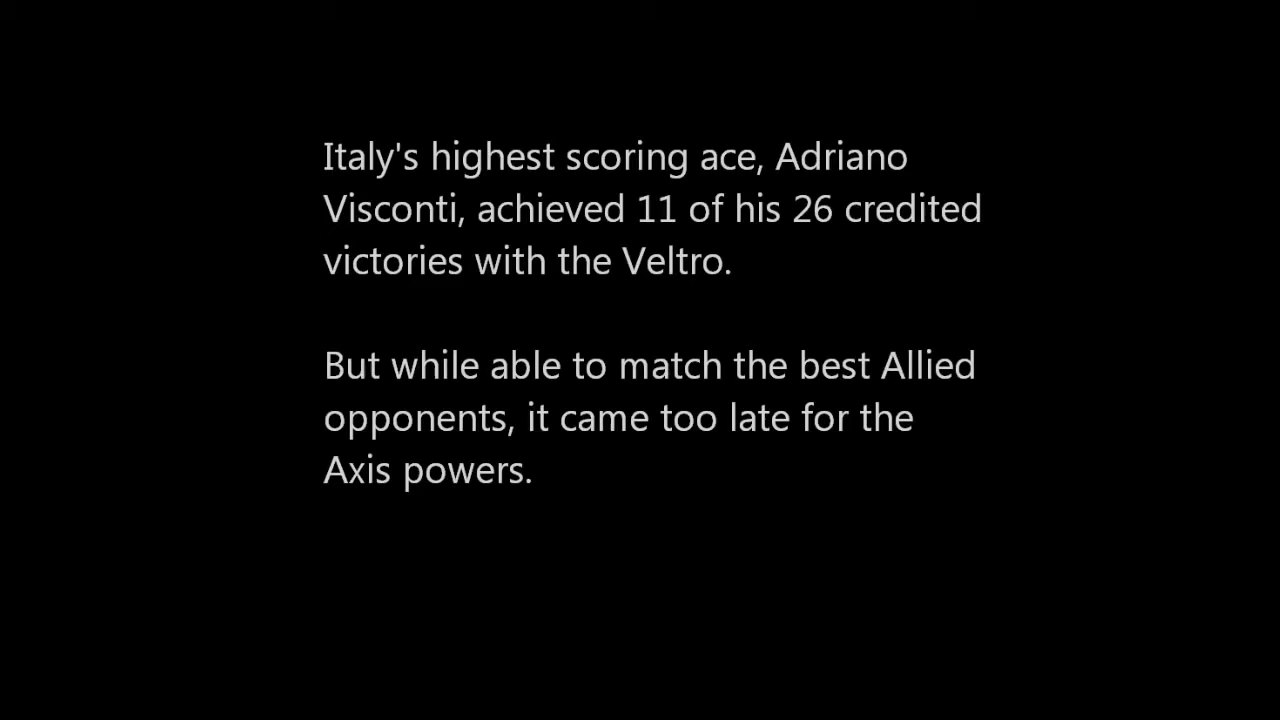 Italy's highest scoring ace, Adriano
Visconti, achieved 11 of his 26 credited
victories with the Veltro.
But while able to match the best Allied
opponents, it came too late for the
Axis powers.